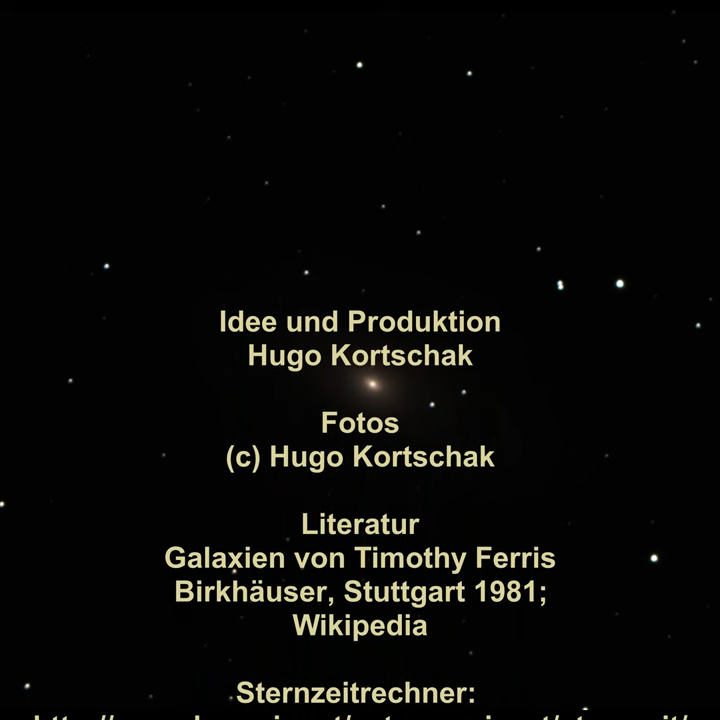 Idee und Produktion
Hugo Kortschak
Fotos
(c) Hugo Kortschak
Literatur
Galaxien von Timothy Ferris
Birkhäuser, Stuttgart 1981;
Wikipedia
Sternzeitrechner: